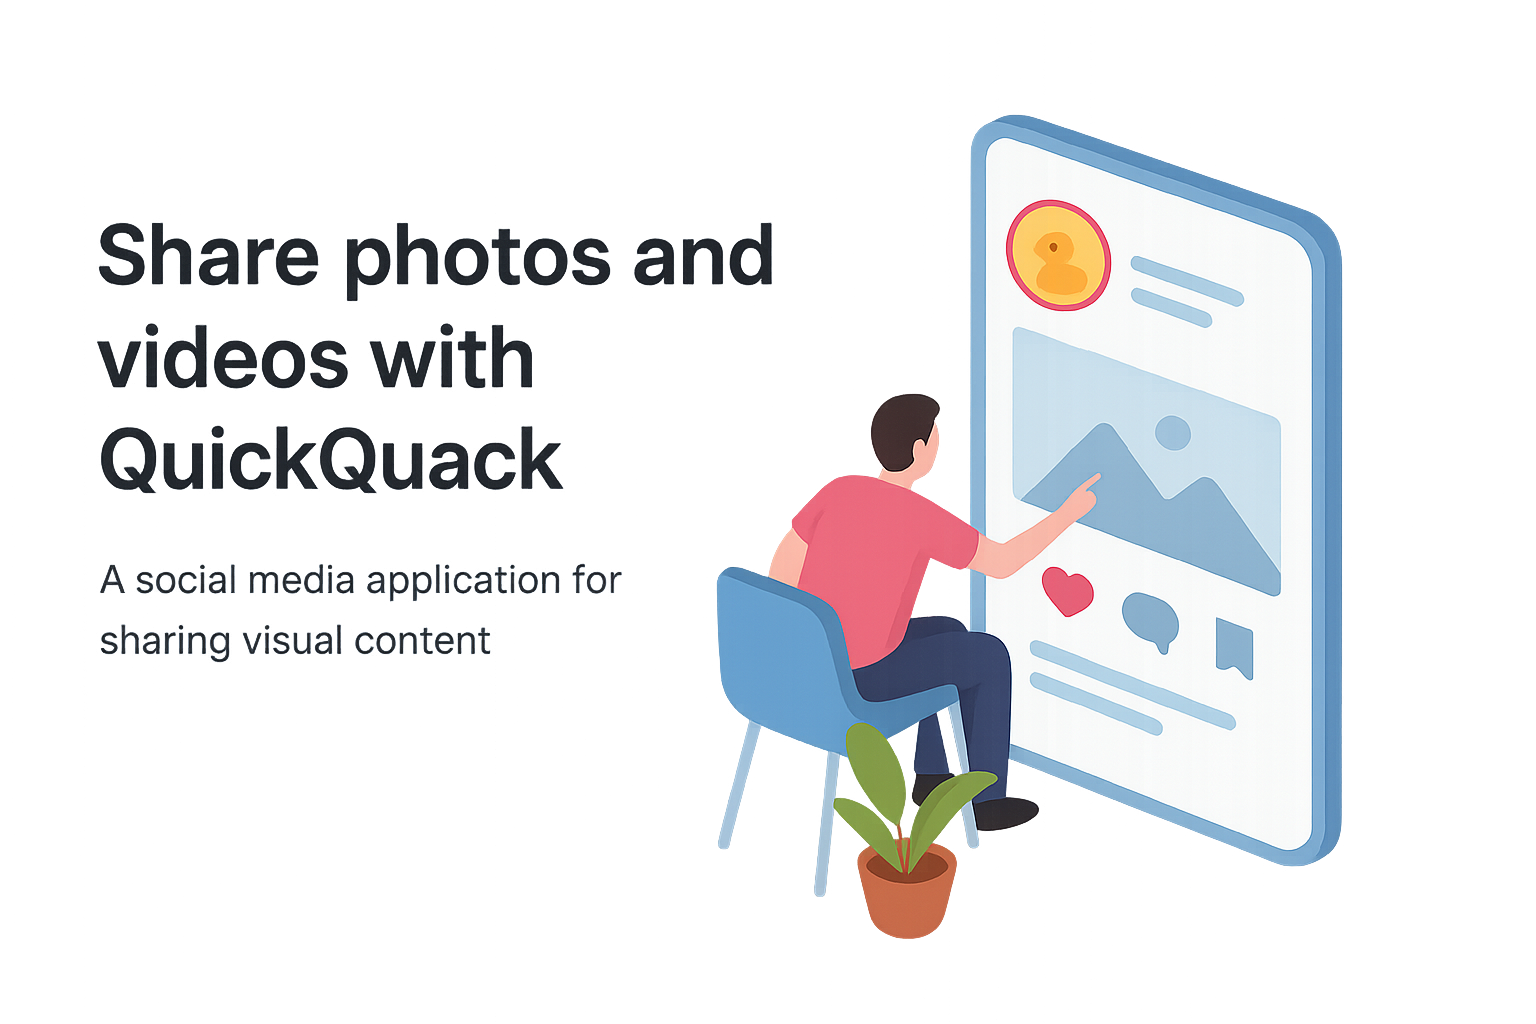 Share photos and
videos with
QuickQuack
A social media application for
sharing visual content